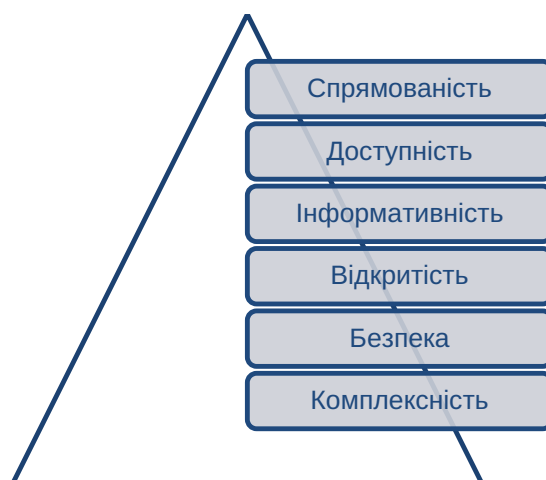 Спрямованість
Доступність
Інформативність
Відкритість
Безпека
Комплексність